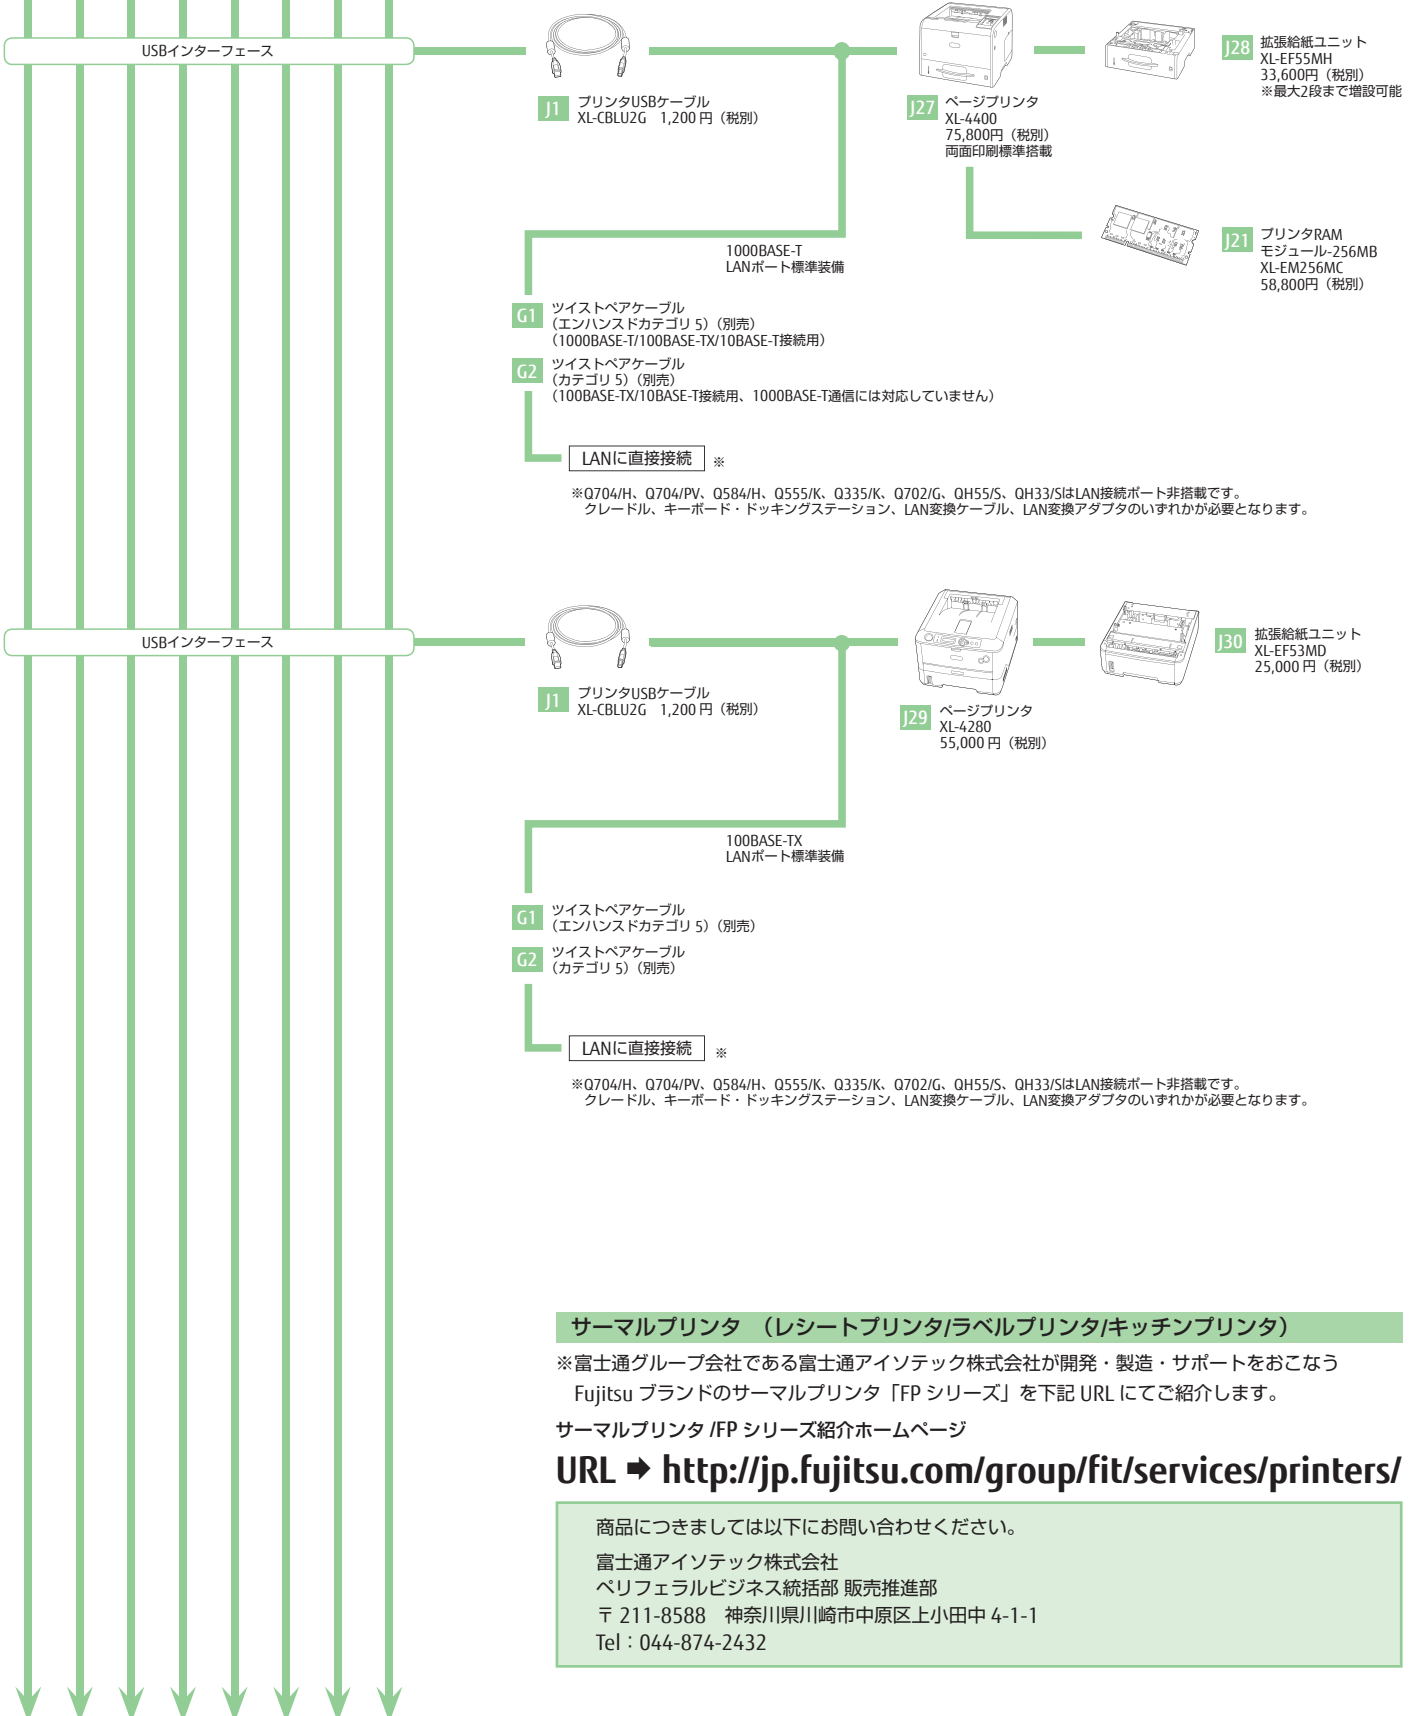 USBインターフェース
J1 プリンタUSBケーブル
XL-CBLU2G 1,200 円（税別）
J27 ページプリンタ
XL-4400
75,800円（税別）
両面印刷標準搭載
J28 拡張給紙ユニット
XL-EF55MH
33,600円（税別）
※最大2段まで増設可能
J21 プリンタRAM
モジュール-256MB
XL-EM256MC
58,800円（税別）
1000BASE-T
LANポート標準装備
G1 ツイストペアケーブル
（エンハンスドカテゴリ 5）（別売）
（1000BASE-T/100BASE-TX/10BASE-T接続用）
G2 ツイストペアケーブル
（カテゴリ 5）（別売）
（100BASE-TX/10BASE-T接続用、1000BASE-T通信には対応していません）
LANに直接接続 ※
※Q704/H、Q704/PV、Q584/H、Q555/K、Q335/K、Q702/G、QH55/S、QH33/SはLAN接続ポート非搭載です。
クレードル、キーボード・ドッキングステーション、LAN変換ケーブル、LAN変換アダプタのいずれかが必要となります。
USBインターフェース
J1 プリンタUSBケーブル
XL-CBLU2G 1,200 円（税別）
J29 ページプリンタ
XL-4280
55,000 円（税別）
J30 拡張給紙ユニット
XL-EF53MD
25,000 円（税別）
100BASE-TX
LANポート標準装備
G1 ツイストペアケーブル
（エンハンスドカテゴリ 5）（別売）
G2 ツイストペアケーブル
（カテゴリ 5）（別売）
LANに直接接続 ※
※Q704/H、Q704/PV、Q584/H、Q555/K、Q335/K、Q702/G、QH55/S、QH33/SはLAN接続ポート非搭載です。
クレードル、キーボード・ドッキングステーション、LAN変換ケーブル、LAN変換アダプタのいずれかが必要となります。
サーマルプリンタ （レシートプリンタ/ラベルプリンタ/キッチンプリンタ）
※富士通グループ会社である富士通アイソテック株式会社が開発・製造・サポートをおこなう
Fujitsu ブランドのサーマルプリンタ「FP シリーズ」を下記 URL にてご紹介します。
サーマルプリンタ /FP シリーズ紹介ホームページ
URL ➡ http://jp.fujitsu.com/group/fit/services/printers/
商品につきましては以下にお問い合わせください。
富士通アイソテック株式会社
ペリフェラルビジネス統括部 販売推進部
〒 211-8588 神奈川県川崎市中原区上小田中 4-1-1
Tel：044-874-2432